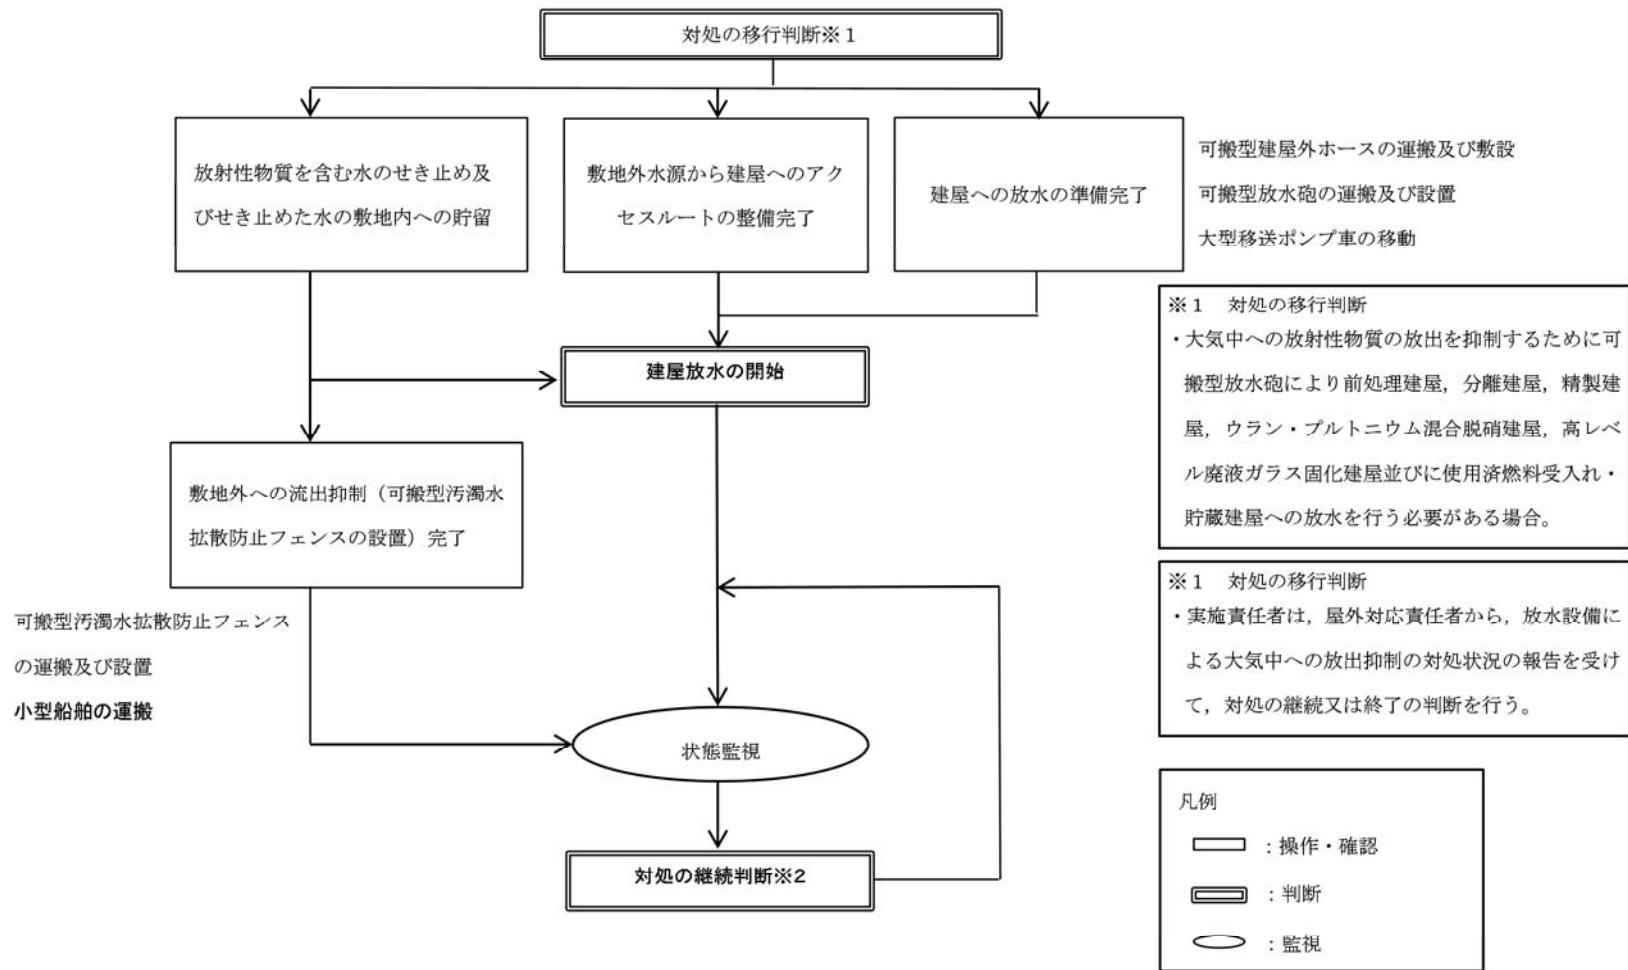 対処の移行判断※1
放射性物質を含む水のせき止め及
びせき止めた水の敷地内への貯留
敷地外水源から建屋へのアク
セスルートの整備完了
建屋への放水の準備完了
可搬型建屋外ホースの運搬及び敷設
可搬型放水砲の運搬及び設置
大型移送ポンプ車の移動
建屋放水の開始
敷地外への流出抑制（可搬型汚濁水
拡散防止フェンスの設置）完了
可搬型汚濁水拡散防止フェンス
の運搬及び設置
小型船舶の運搬
状態監視
対処の継続判断※2
※1　対処の移行判断
・大気中への放射性物質の放出を抑制するために可
搬型放水砲により前処理建屋，分離建屋，精製建
屋，ウラン・プルトニウム混合脱硝建屋，高レベ
ル廃液ガラス固化建屋並びに使用済燃料受入れ・
貯蔵建屋への放水を行う必要がある場合。
※1　対処の移行判断
・実施責任者は，屋外対応責任者から，放水設備に
よる大気中への放出抑制の対処状況の報告を受け
て，対処の継続又は終了の判断を行う。
凡例
：操作・確認
：判断
：監視